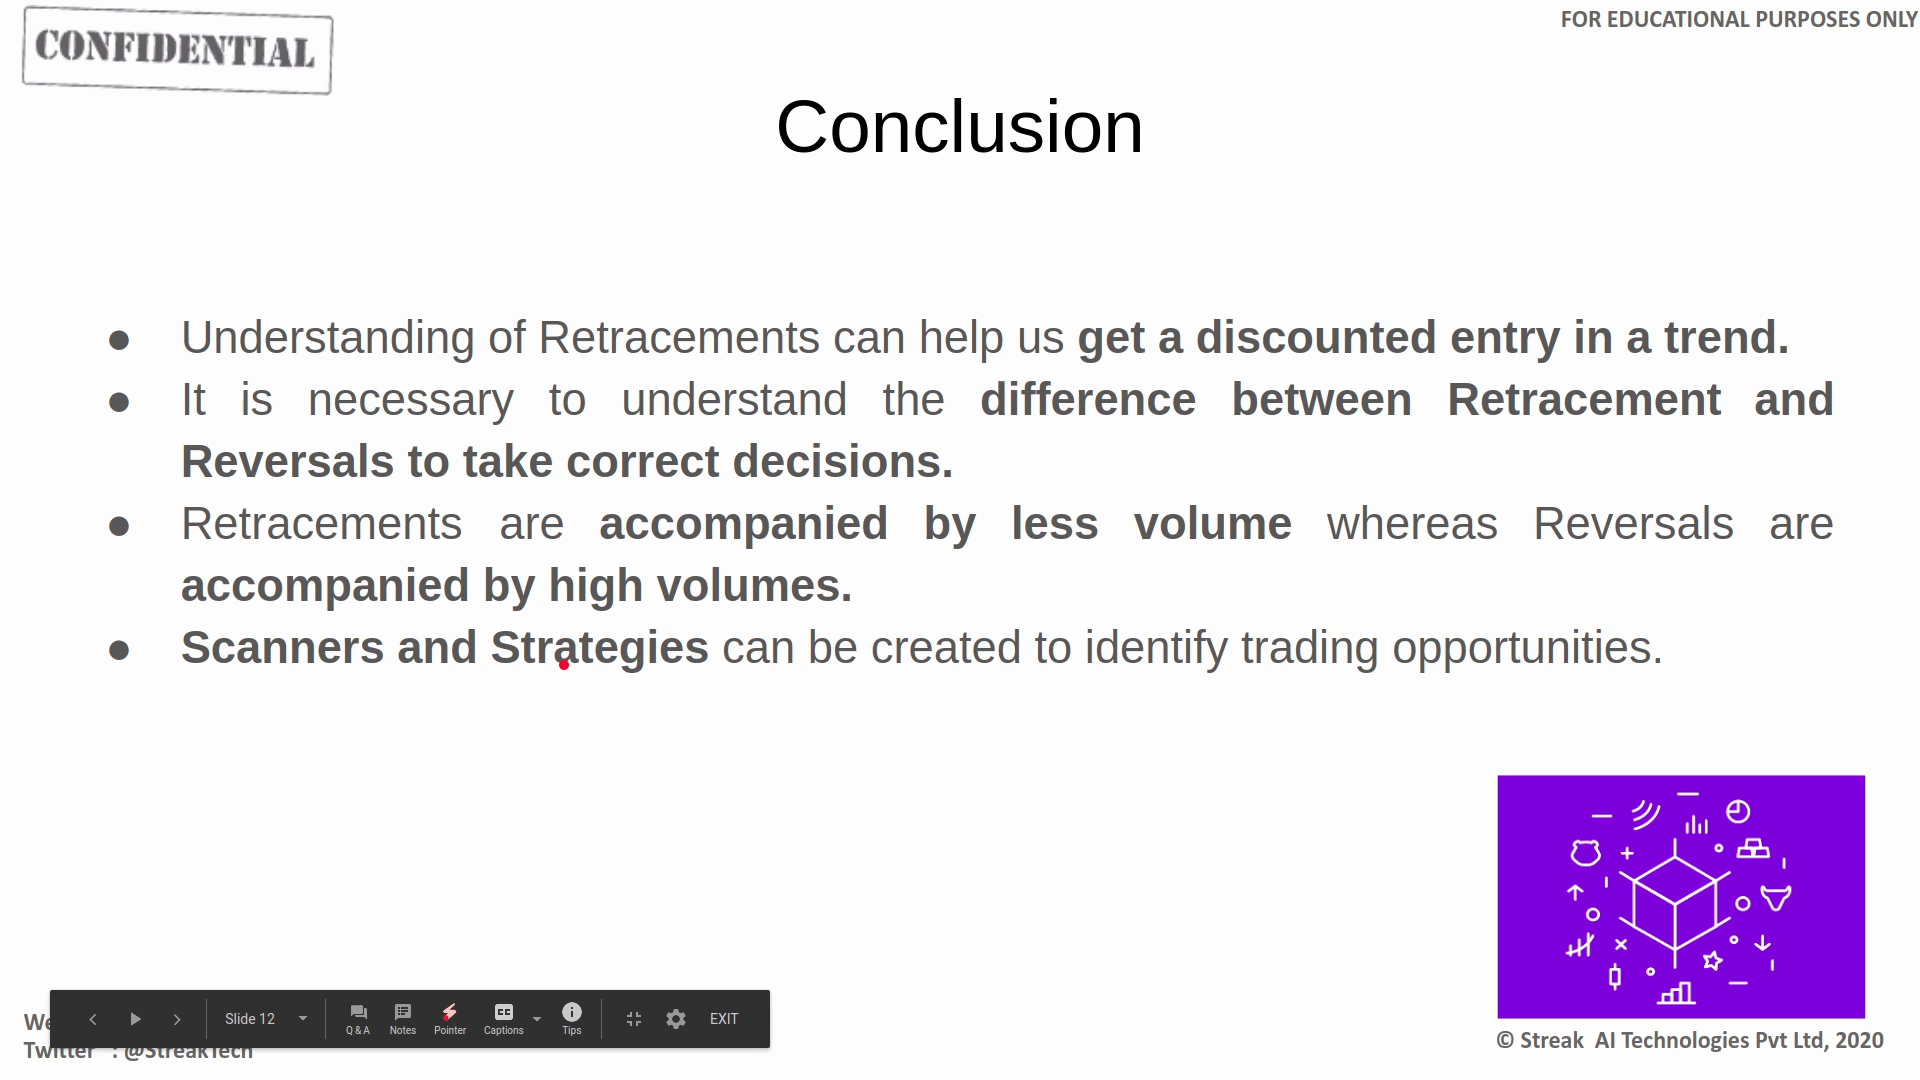 CONFIDENTIAL
FOR EDUCATIONAL PURPOSES ONLY
Conclusion
● Understanding of Retracements can help us get a discounted entry in a trend.
● It is necessary to understand the difference between Retracement and
Reversals to take correct decisions.
● Retracements are accompanied by less volume whereas Reversals are
accompanied by high volumes.
● Scanners and Strategies can be created to identify trading opportunities.
Slide 12
Q & A
Notes
Pointer
Captions
Tips
EXIT
Twitter : @StreakTech
© Streak AI Technologies Pvt Ltd, 2020